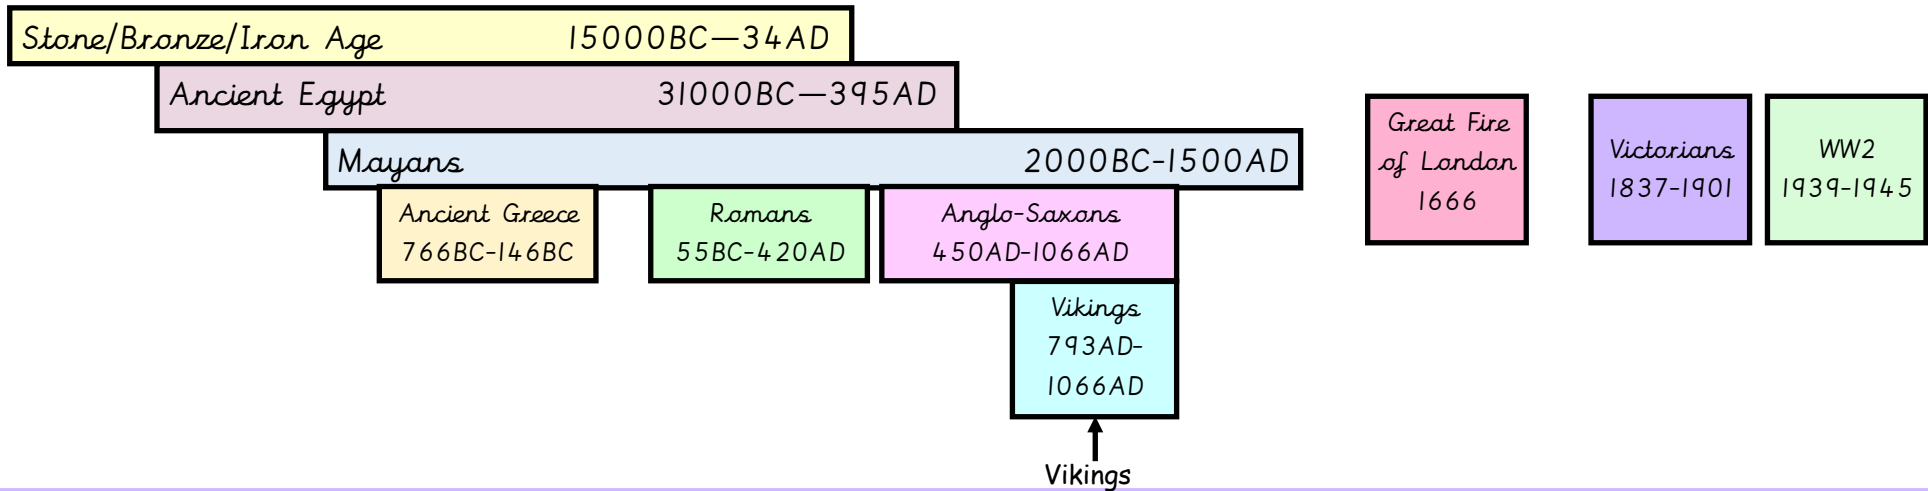 Stone/Bronze/Iron Age 15000BC—34AD
Ancient Egypt 31000BC—395AD
Mayans 2000BC-1500AD
Ancient Greece
766BC-146BC
Romans
55BC-420AD
Anglo-Saxons
450AD-1066AD
Vikings
793AD-
1066AD
Vikings
Great Fire
of London
1666
Victorians
1837-1901
WW2
1939-1945